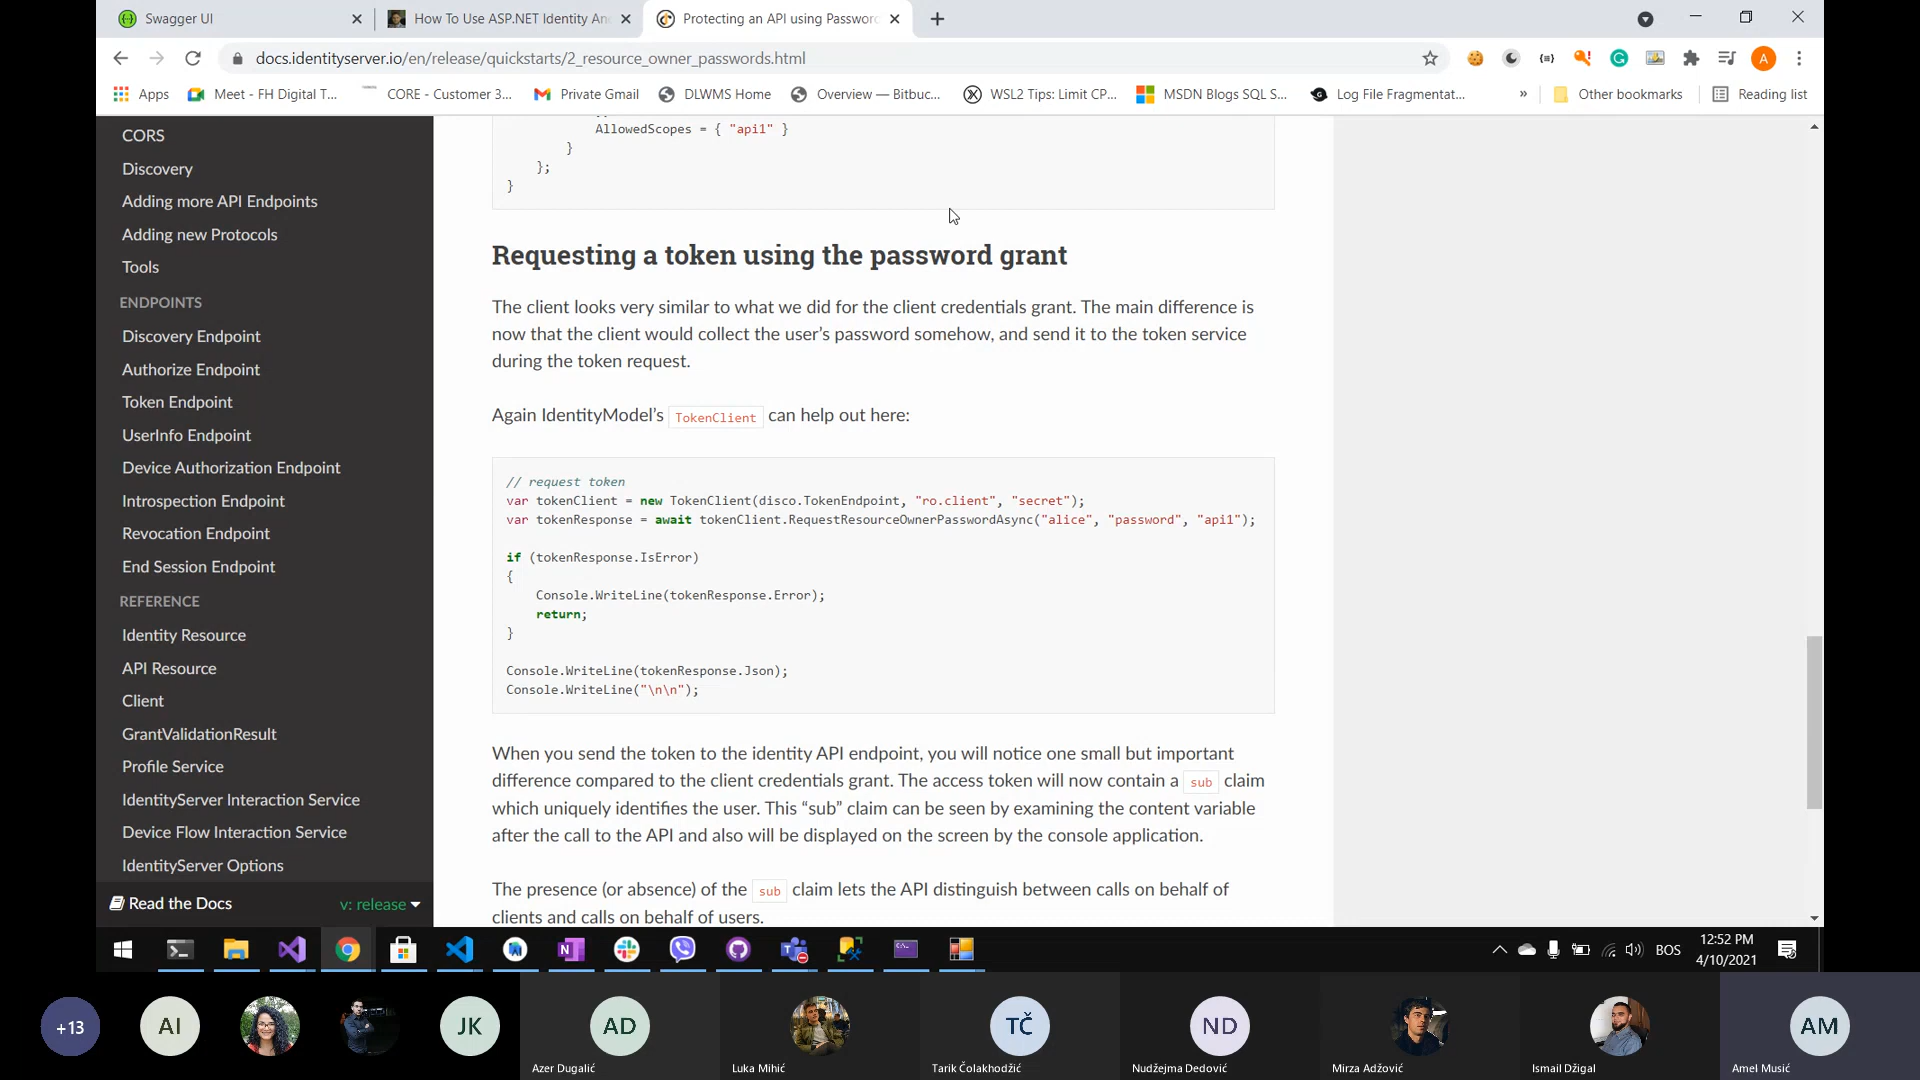 Swagger UI
How To Use ASP.NET Identity An
Protecting an API using Passwor
docs.identityserver.io/en/release/quickstarts/2_resource_owner_passwords.html
A
Apps
Meet - FH Digital T...
CORE - Customer 3...
Private Gmail
DLWMS Home
Overview — Bitbuc...
WSL2 Tips: Limit CP...
MSDN Blogs SQL S...
Log File Fragmentat...
»
Other bookmarks
Reading list
CORS
Discovery
Adding more API Endpoints
Adding new Protocols
Tools
ENDPOINTS
Discovery Endpoint
Authorize Endpoint
Token Endpoint
UserInfo Endpoint
Device Authorization Endpoint
Introspection Endpoint
Revocation Endpoint
End Session Endpoint
REFERENCE
Identity Resource
API Resource
Client
GrantValidationResult
Profile Service
IdentityServer Interaction Service
Device Flow Interaction Service
IdentityServer Options
Read the Docs
v: release
AllowedScopes = { "api1" }
}
};
}
Requesting a token using the password grant
The client looks very similar to what we did for the client credentials grant. The main difference is
now that the client would collect the user’s password somehow, and send it to the token service
during the token request.
Again IdentityModel’s TokenClient can help out here:
// request token
var tokenClient = new TokenClient(disco.TokenEndpoint, "ro.client", "secret");
var tokenResponse = await tokenClient.RequestResourceOwnerPasswordAsync("alice", "password", "api1");
if (tokenResponse.IsError)
{
Console.WriteLine(tokenResponse.Error);
return;
}
Console.WriteLine(tokenResponse.Json);
Console.WriteLine("\n\n");
When you send the token to the identity API endpoint, you will notice one small but important
difference compared to the client credentials grant. The access token will now contain a sub claim
which uniquely identifies the user. This “sub” claim can be seen by examining the content variable
after the call to the API and also will be displayed on the screen by the console application.
The presence (or absence) of the sub claim lets the API distinguish between calls on behalf of
clients and calls on behalf of users.
BOS
12:52 PM
4/10/2021
+13
AI
JK
AD
Azer Dugalić
Luka Mihić
TČ
Tarik Čolakhodžić
ND
Nudžejma Dedović
Mirza Adžović
Ismail Džigal
AM
Amel Musić